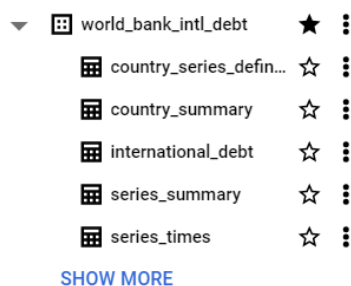 world_bank_intl_debt
country_series_defin...
country_summary
international_debt
series_summary
series_times
SHOW MORE